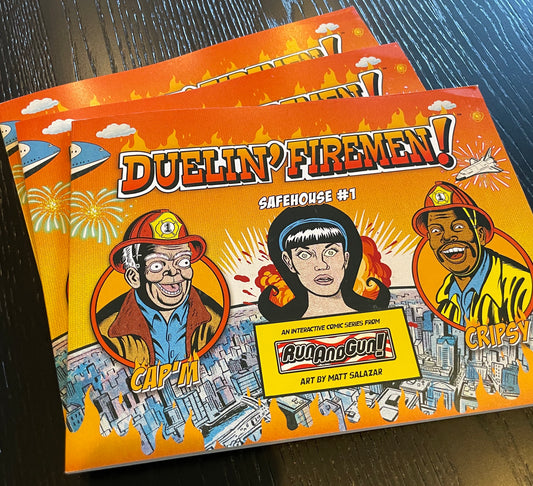 DUELIN' FIREMEN!
SAFEHOUSE #1
AN INTERACTIVE COMIC SERIES FROM
RUNANDGUN!
ART BY MATT SALAZAR
CAP'M
CRIPSY